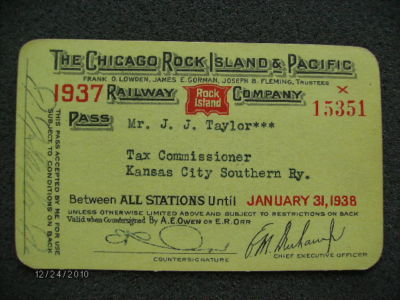 THE CHICAGO ROCK ISLAND & PACIFIC
FRANK O. LOWDEN, JAMES E. GORMAN, JOSEPH B. FLEMING, TRUSTEES
1937 RAILWAY Rock Island COMPANY X
15351
PASS
Mr. J. J. Taylor***
Tax Commissioner
Kansas City Southern Ry.
Between ALL STATIONS Until JANUARY 31, 1938
UNLESS OTHERWISE LIMITED ABOVE AND SUBJECT TO RESTRICTIONS ON BACK
Valid when Countersigned By A.E.OWEN OR E.R.ORR
COUNTERSIGNATURE
CHIEF EXECUTIVE OFFICER
THIS PASS ACCEPTED BY ME FOR USE
SUBJECT TO CONDITIONS ON BACK
12/24/2010